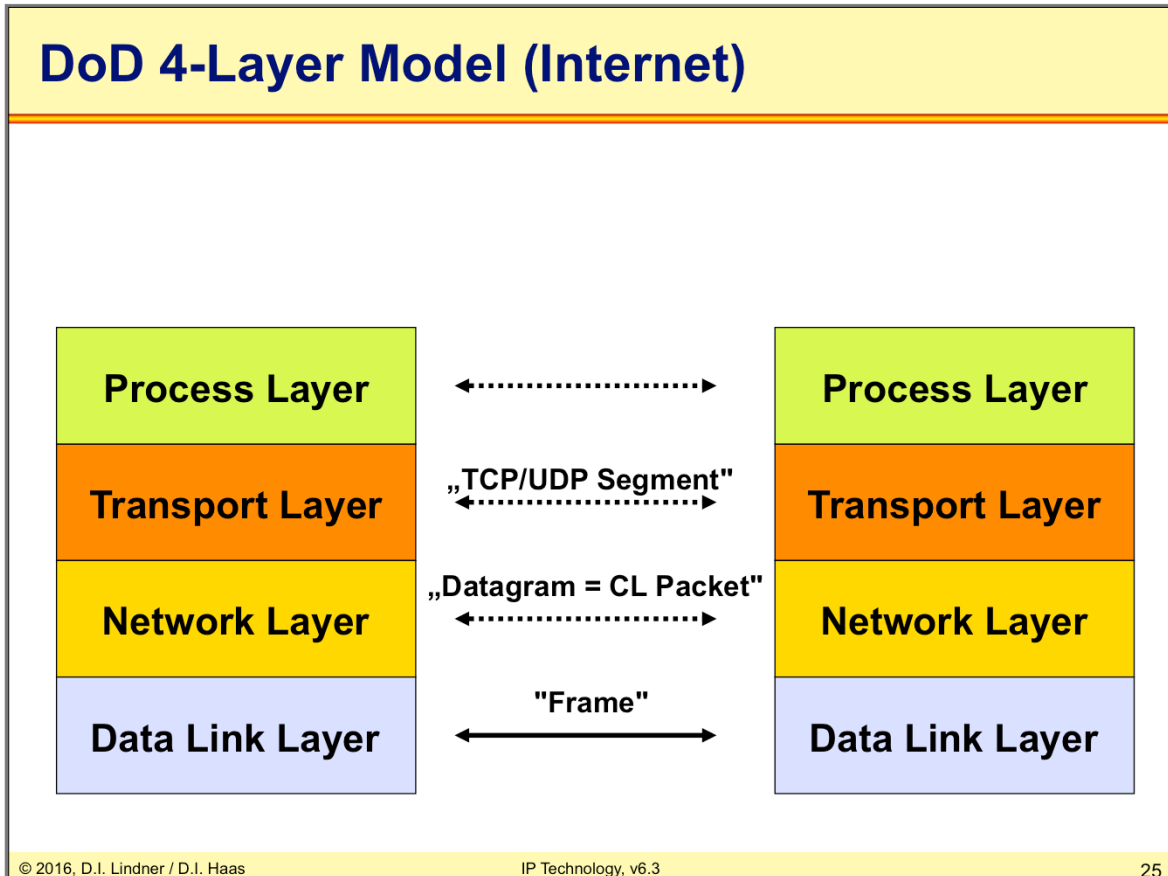 DoD 4-Layer Model (Internet)
Process Layer
Process Layer
„TCP/UDP Segment"
Transport Layer
Transport Layer
„Datagram = CL Packet"
Network Layer
Network Layer
"Frame"
Data Link Layer
Data Link Layer
© 2016, D.I. Lindner / D.I. Haas
IP Technology, v6.3
25